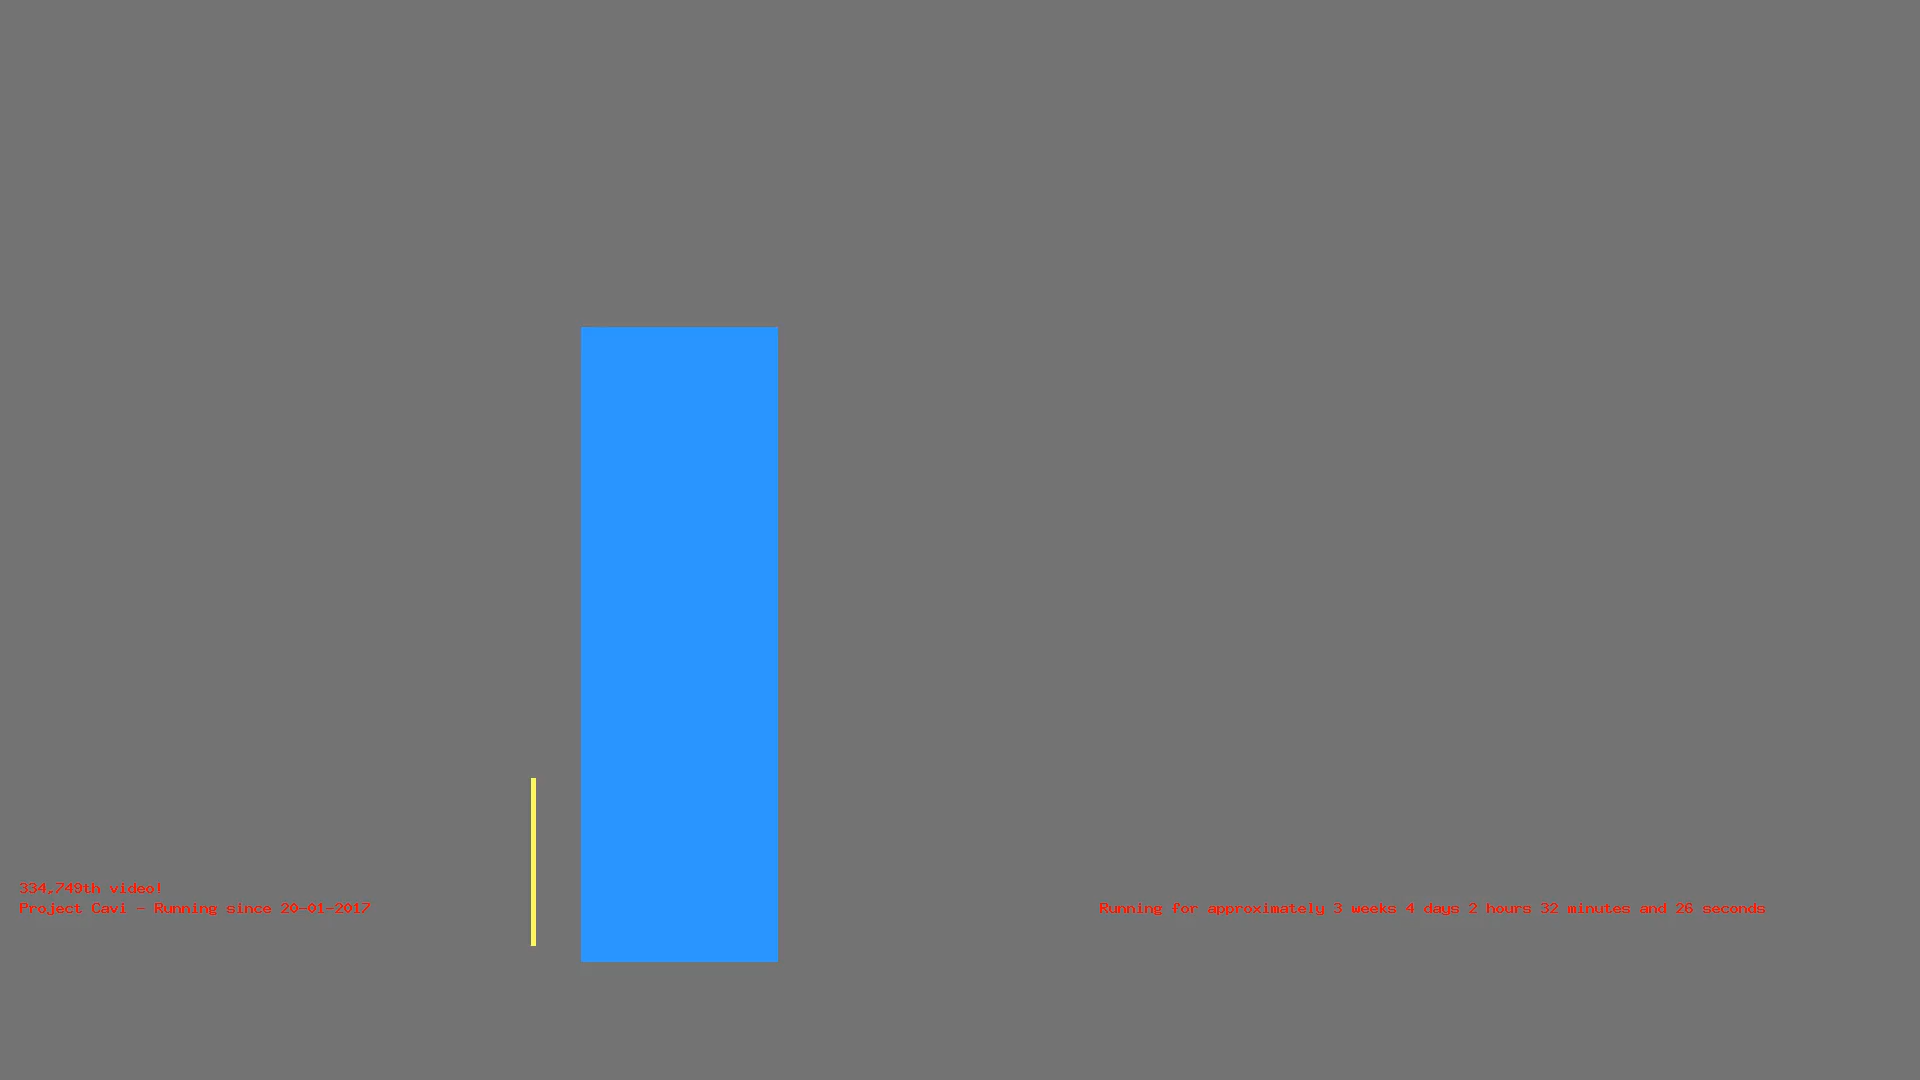 334,749th video!
Project Cavi - Running since 20-01-2017
Running for approximately 3 weeks 4 days 2 hours 32 minutes and 26 seconds